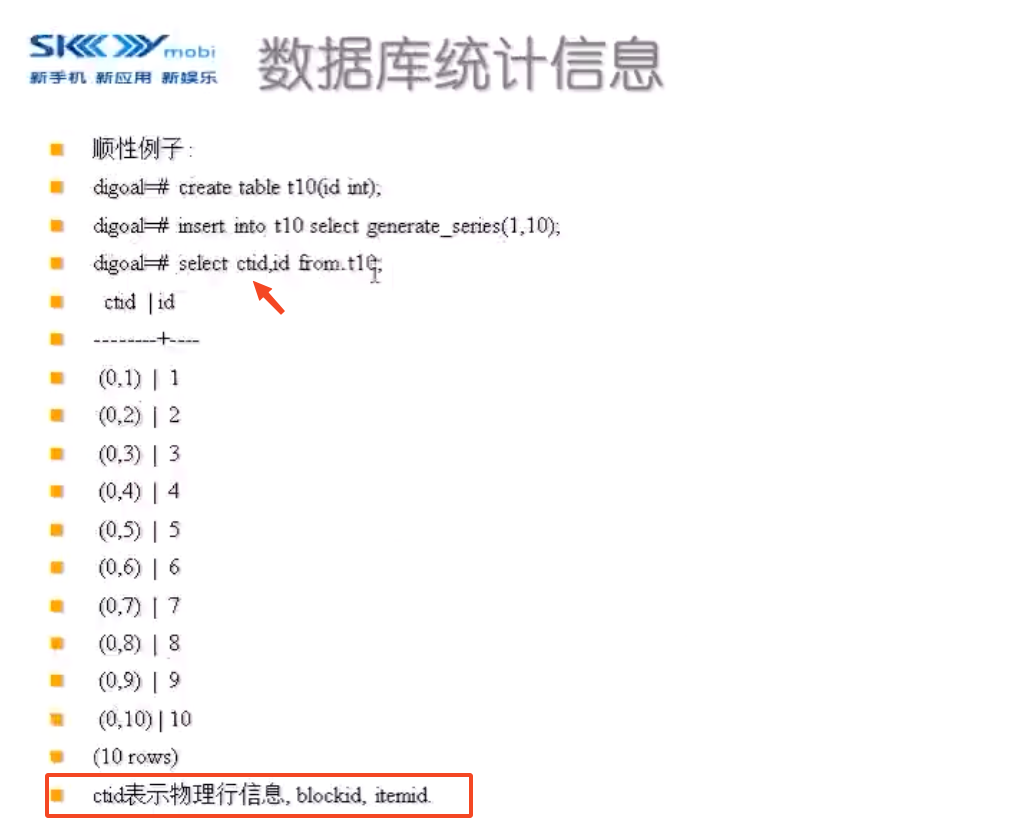 SKYmobi
新手机 新应用 新娱乐
数据库统计信息
顺性例子:
digoal=# create table t10(id int);
digoal=# insert into t10 select generate_series(1,10);
digoal=# select ctid,id from t10;
ctid | id
--------+----
(0,1) | 1
(0,2) | 2
(0,3) | 3
(0,4) | 4
(0,5) | 5
(0,6) | 6
(0,7) | 7
(0,8) | 8
(0,9) | 9
(0,10) | 10
(10 rows)
ctid表示物理行信息, blockid, itemid.